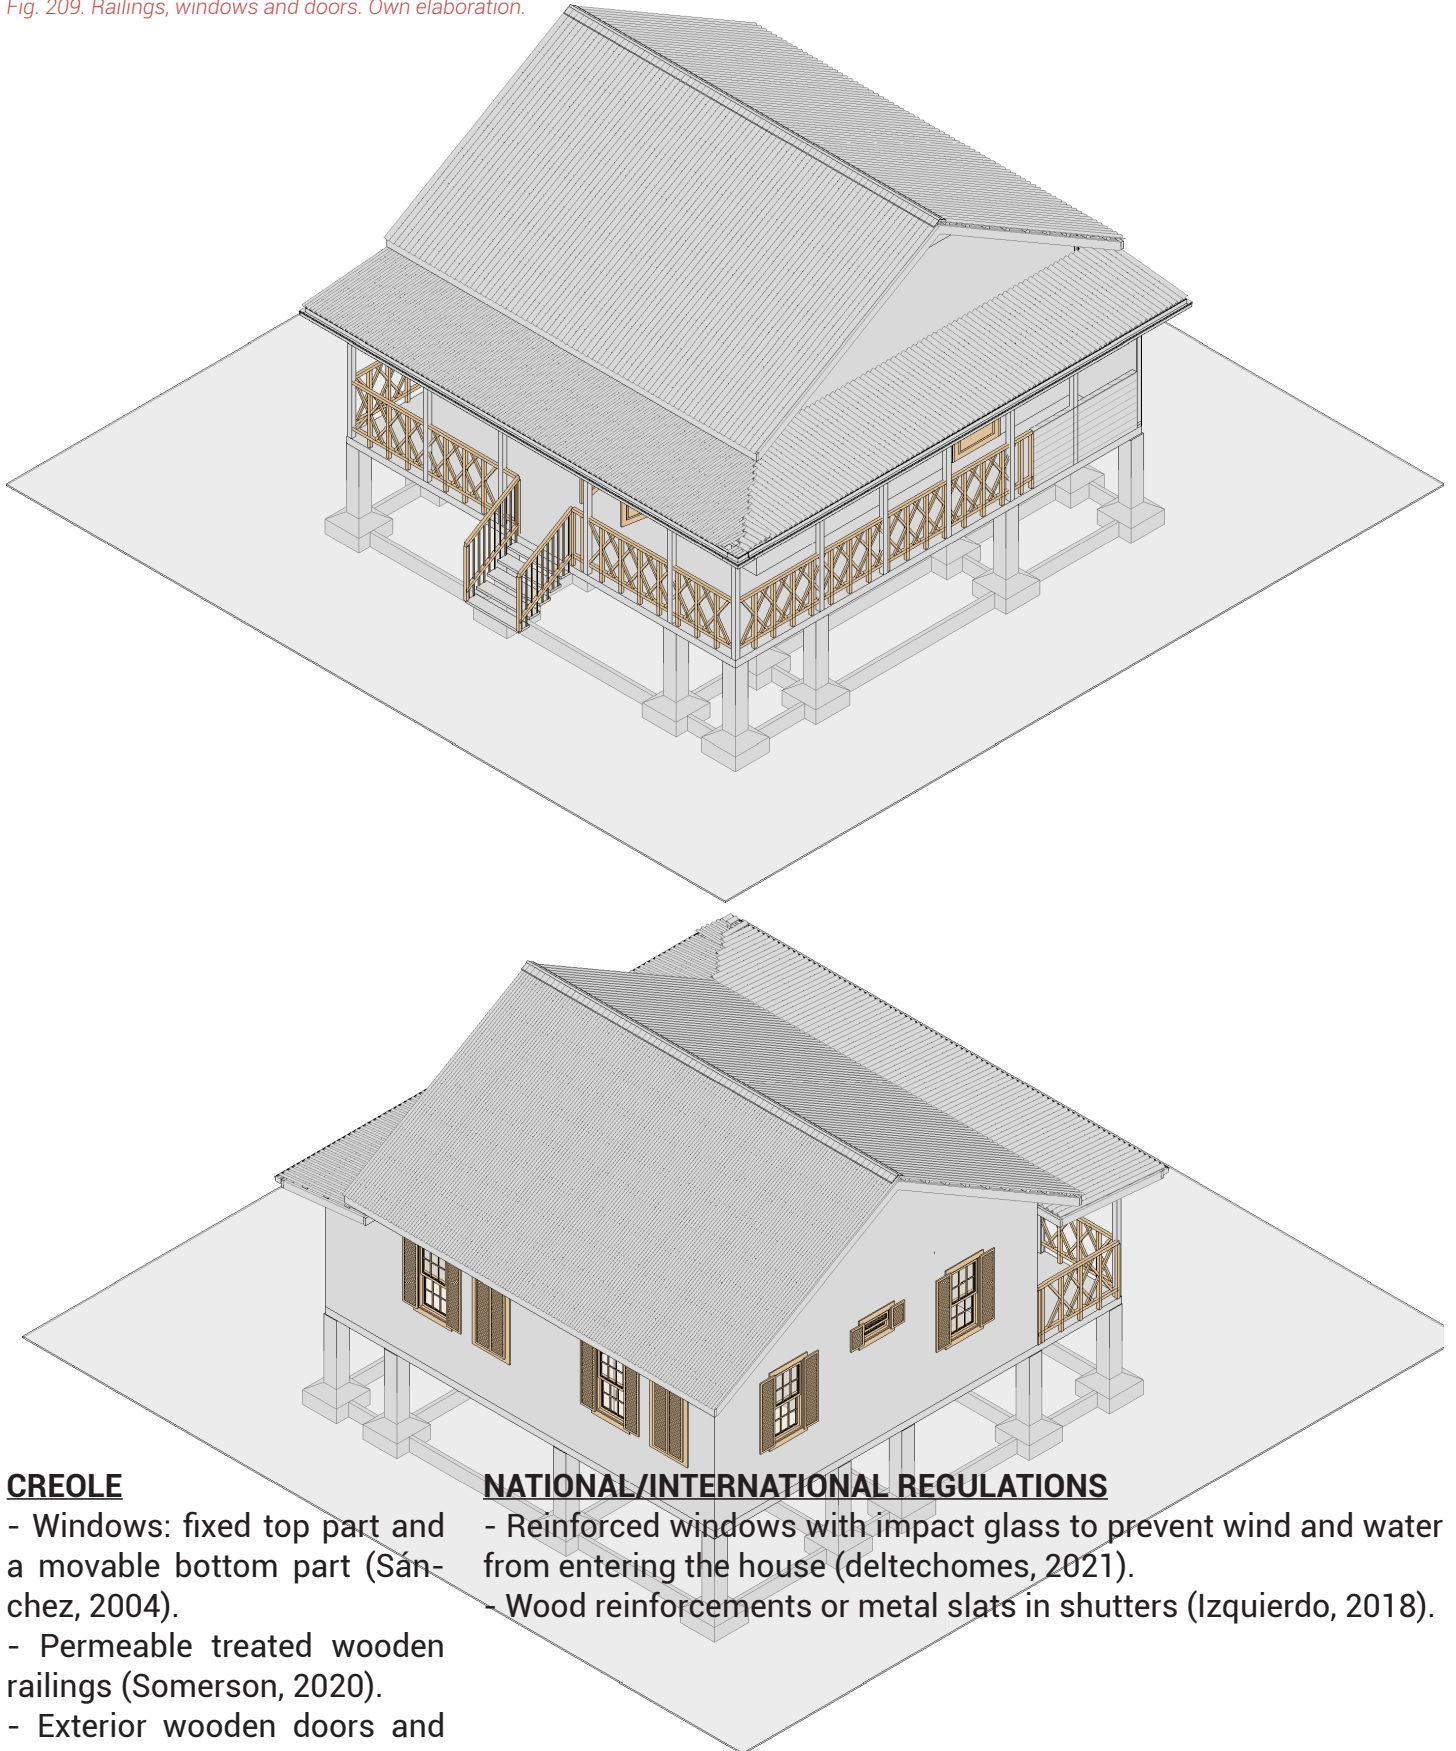 Fig. 209. Railings, windows and doors. Own elaboration.
CREOLE
- Windows: fixed top part and
a movable bottom part (Sán-
chez, 2004).
- Permeable treated wooden
railings (Somerson, 2020).
- Exterior wooden doors and
NATIONAL/INTERNATIONAL REGULATIONS
- Reinforced windows with impact glass to prevent wind and water
from entering the house (deltechomes, 2021).
- Wood reinforcements or metal slats in shutters (Izquierdo, 2018).